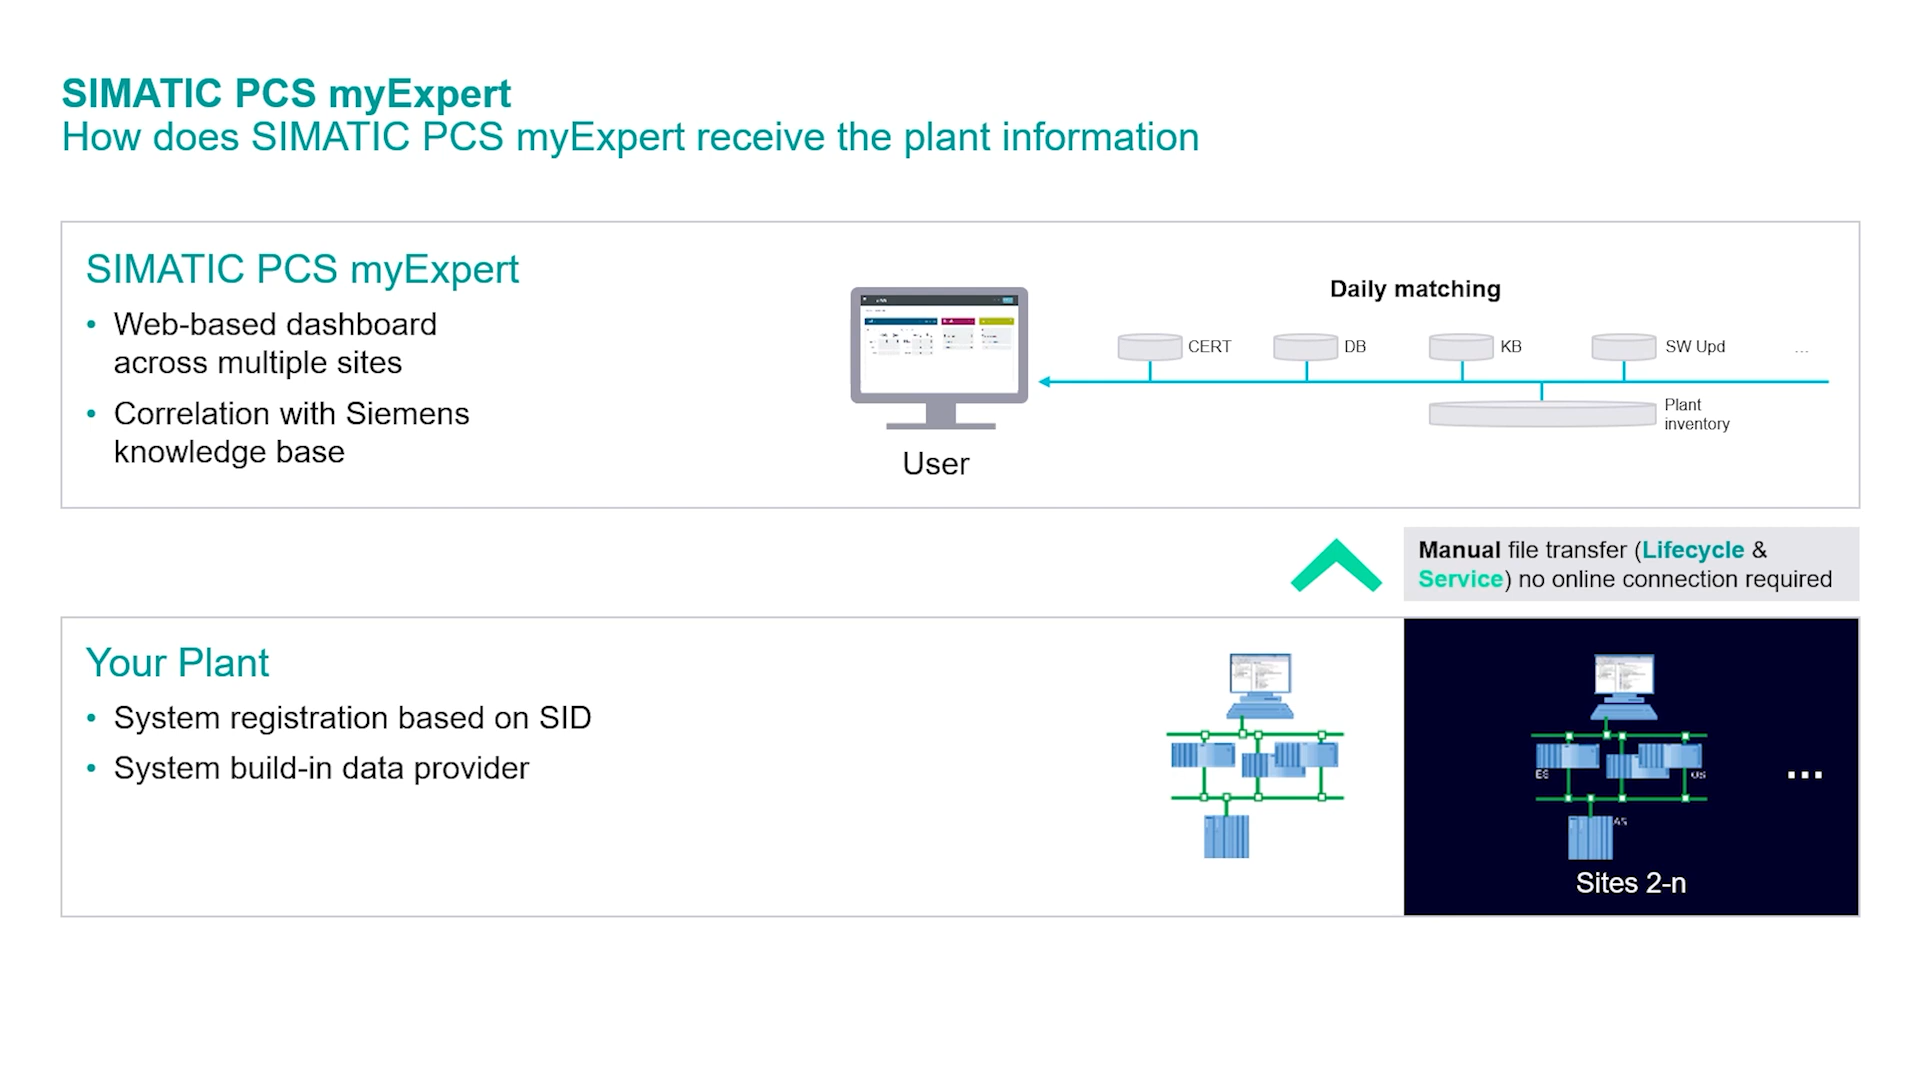 SIMATIC PCS myExpert
How does SIMATIC PCS myExpert receive the plant information
SIMATIC PCS myExpert
• Web-based dashboard
across multiple sites
• Correlation with Siemens
knowledge base
User
Daily matching
CERT
DB
KB
SW Upd
...
Plant
inventory
Manual file transfer (Lifecycle &
Service) no online connection required
Your Plant
• System registration based on SID
• System build-in data provider
ES
OS
AS
...
Sites 2-n